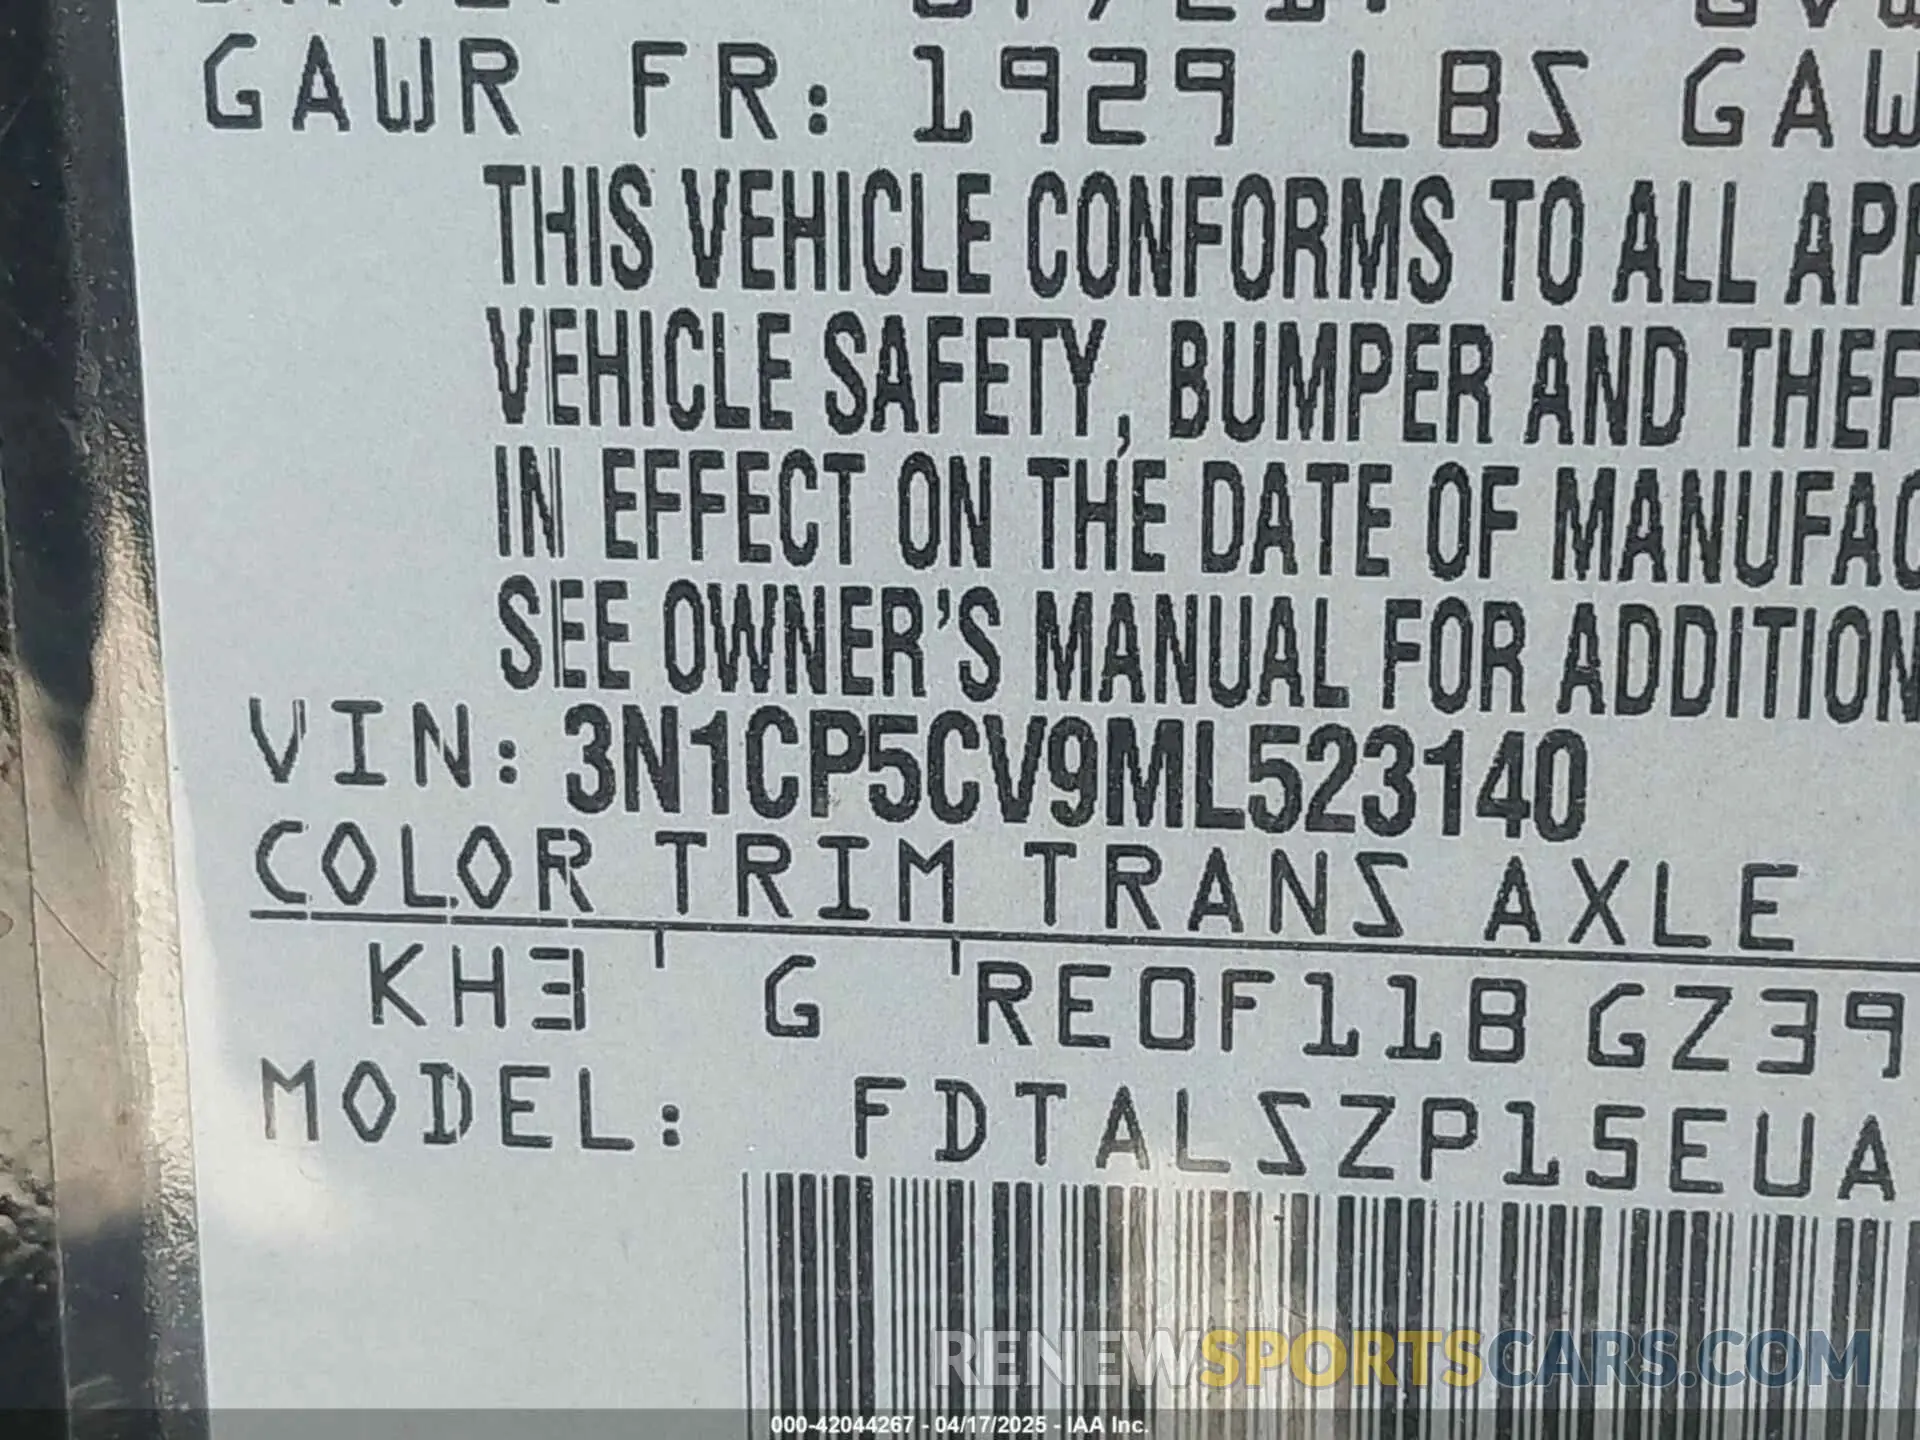 GAWR FR: 1929 LBS GAW
THIS VEHICLE CONFORMS TO ALL APP
VEHICLE SAFETY, BUMPER AND THEF
IN EFFECT ON THE DATE OF MANUFAC
SEE OWNER'S MANUAL FOR ADDITION
VIN: 3N1CP5CV9ML523140
COLOR TRIM TRANS AXLE
KH3 G RE0F11B GZ39
MODEL: FDTALSZP15EUA
RENEWSPORTSCARS.COM
000-42044267 - 04/17/2025 - IAA Inc.